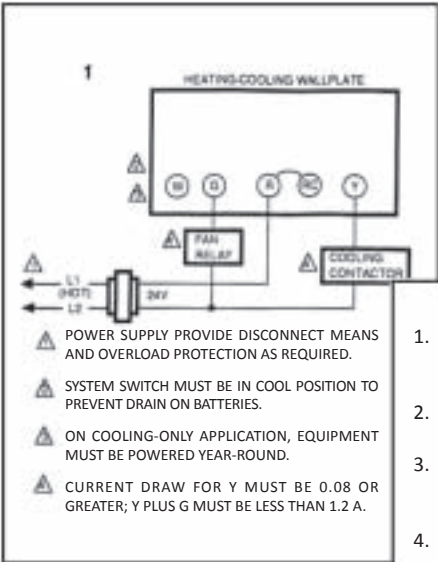 1
HEATING-COOLING WALLPLATE
W G R RC Y
FAN
RELAY
COOLING
CONTACTOR
L1
(HOT)
24V
L2
POWER SUPPLY PROVIDE DISCONNECT MEANS
AND OVERLOAD PROTECTION AS REQUIRED.
SYSTEM SWITCH MUST BE IN COOL POSITION TO
PREVENT DRAIN ON BATTERIES.
ON COOLING-ONLY APPLICATION, EQUIPMENT
MUST BE POWERED YEAR-ROUND.
CURRENT DRAW FOR Y MUST BE 0.08 OR
GREATER; Y PLUS G MUST BE LESS THAN 1.2 A.
1.
2.
3.
4.